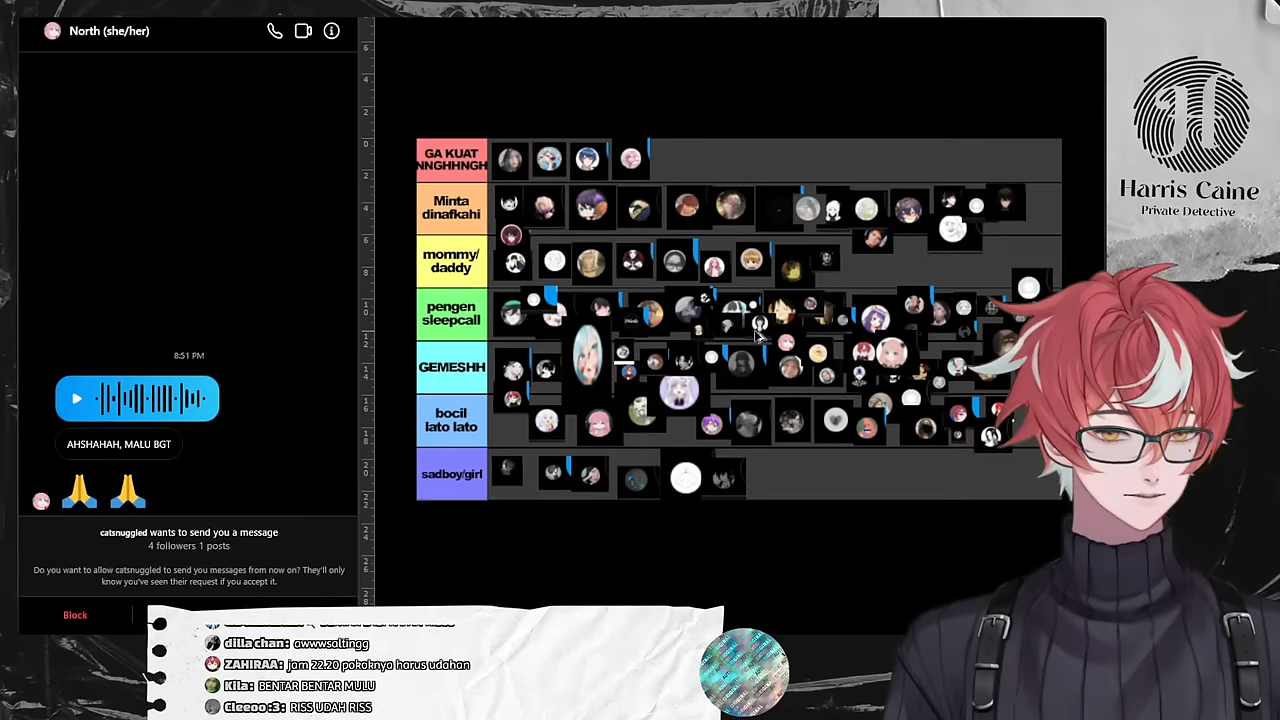 North (she/her)
8:51 PM
AHSHAHAH, MALU BGT
catsnuggled wants to send you a message
4 followers 1 posts
Do you want to allow catsnuggled to send you messages from now on? They'll only
know you've seen their request if you accept it.
Block
GA KUAT
NNGHHNGH
Minta
dinafkahi
mommy/
daddy
pengen
sleepcall
GEMESHH
bocil
lato lato
sadboy/girl
H
Harris Caine
Private Detective
dilla chan: awwwsaltingg
ZAHIRAA: jam 22.20 pokoknya harus udahan
Kila: BENTAR BENTAR MULU
Cleeoo :3: RISS UDAH RISS